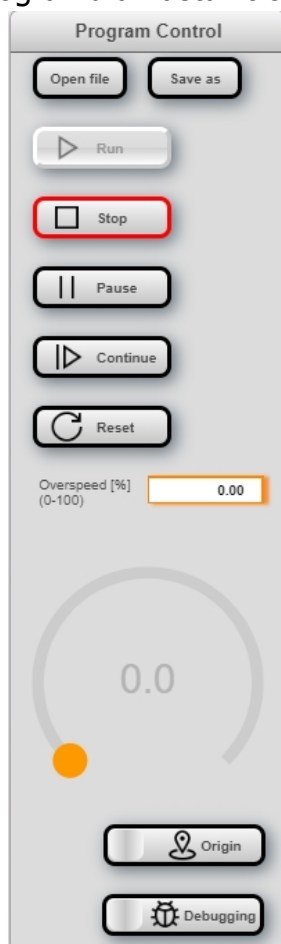 Program Control
Open file
Save as
Run
Stop
Pause
Continue
Reset
Overspeed [%]
(0-100)
0.00
0.0
Origin
Debugging